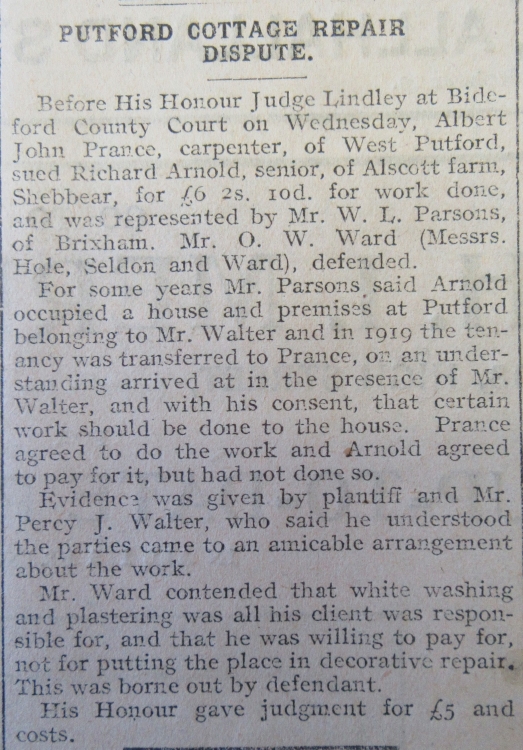 PUTFORD COTTAGE REPAIR
DISPUTE.
Before His Honour Judge Lindley at Bide-
ford County Court on Wednesday, Albert
John Prance, carpenter, of West Putford,
sued Richard Arnold, senior, of Alscott farm,
Shebbear, for £6 2s. 10d. for work done,
and was represented by Mr. W. L. Parsons,
of Brixham. Mr. O. W. Ward (Messrs.
Hole, Seldon and Ward), defended.
For some years Mr. Parsons said Arnold
occupied a house and premises at Putford
belonging to Mr. Walter and in 1919 the ten-
ancy was transferred to Prance, on an under-
standing arrived at in the presence of Mr.
Walter, and with his consent, that certain
work should be done to the house. Prance
agreed to do the work and Arnold agreed
to pay for it, but had not done so.
Evidence was given by plantiff and Mr.
Percy J. Walter, who said he understood
the parties came to an amicable arrangement
about the work.
Mr. Ward contended that white washing
and plastering was all his client was respon-
sible for, and that he was willing to pay for,
not for putting the place in decorative repair.
This was borne out by defendant.
His Honour gave judgment for £5 and
costs.